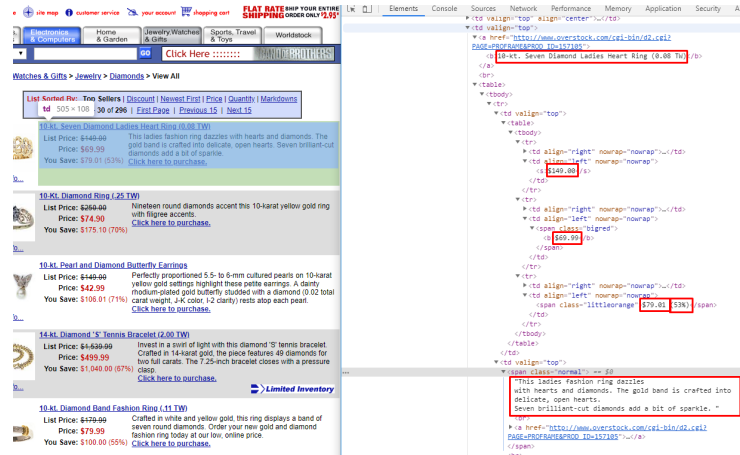 site map
customer service
your account
shopping cart
FLAT RATE SHIP YOUR ENTIRE
SHIPPING ORDER ONLY $2.95*
Electronics
& Computers
Home
& Garden
Jewelry, Watches
& Gifts
Sports, Travel
& Toys
Worldstock
GO
Click Here ::::::::
Watches & Gifts > Jewelry > Diamonds > View All
List Sorted By: Top Sellers | Discount | Newest First | Price | Quantity | Markdowns
td 505 × 108
- 30 of 296 | First Page | Previous 15 | Next 15
10-kt. Seven Diamond Ladies Heart Ring (0.08 TW)
List Price: $149.00
Price: $69.99
You Save: $79.01 (53%)
This ladies fashion ring dazzles with hearts and diamonds. The
gold band is crafted into delicate, open hearts. Seven brilliant-cut
diamonds add a bit of sparkle.
Click here to purchase.
10-Kt. Diamond Ring (.25 TW)
List Price: $250.00
Price: $74.90
You Save: $175.10 (70%)
Nineteen round diamonds accent this 10-karat yellow gold ring
with filigree accents.
Click here to purchase.
10-kt. Pearl and Diamond Butterfly Earrings
List Price: $149.00
Price: $42.99
You Save: $106.01 (71%)
Perfectly proportioned 5.5- to 6-mm cultured pearls on 10-karat
yellow gold settings highlight these petite earrings. A dainty
rhodium-plated gold butterfly studded with a diamond (0.02 total
carat weight, J-K color, I-2 clarity) rests atop each pearl.
Click here to purchase.
14-kt. Diamond 'S' Tennis Bracelet (2.00 TW)
List Price: $1,539.99
Price: $499.99
You Save: $1,040.00 (67%)
Invest in a swirl of light with this diamond 'S' tennis bracelet.
Crafted in 14-karat gold, the piece features 49 diamonds for
two full carats. The 7.25-inch bracelet closes with a pressure
clasp.
Click here to purchase.
Limited Inventory
10-kt. Diamond Band Fashion Ring (.11 TW)
List Price: $179.99
Price: $79.99
You Save: $100.00 (55%)
Crafted in white and yellow gold, this ring displays a band of
seven round diamonds. Order your new gold and diamond
fashion ring today at our low, online price.
Click here to purchase.
Elements Console Sources Network Performance Memory Application Security
<td valign="top" align="center">…</td>
<td valign="top">
<a href="http://www.overstock.com/cgi-bin/d2.cgi?
PAGE=PROFRAME&PROD_ID=157105">
<b>10-kt. Seven Diamond Ladies Heart Ring (0.08 TW)</b>
</a>
<br>
<table>
<tbody>
<tr>
<td valign="top">
<table>
<tbody>
<tr>
<td align="right" nowrap="nowrap">…</td>
<td align="left" nowrap="nowrap">
<s>$149.00</s>
</td>
</tr>
<tr>
<td align="right" nowrap="nowrap">…</td>
<td align="left" nowrap="nowrap">
<span class="bigred">
<b>$69.99</b>
</span>
</td>
</tr>
<tr>
<td align="right" nowrap="nowrap">…</td>
<td align="left" nowrap="nowrap">
<span class="littleorange">$79.01 (53%)</span>
</td>
</tr>
</tbody>
</table>
</td>
<td valign="top">
<span class="normal"> == $0
"This ladies fashion ring dazzles
with hearts and diamonds. The gold band is crafted into
delicate, open hearts.
Seven brilliant-cut diamonds add a bit of sparkle. "
<br>
<a href="http://www.overstock.com/cgi-bin/d2.cgi?
PAGE=PROFRAME&PROD_ID=157105">…</a>
</span>